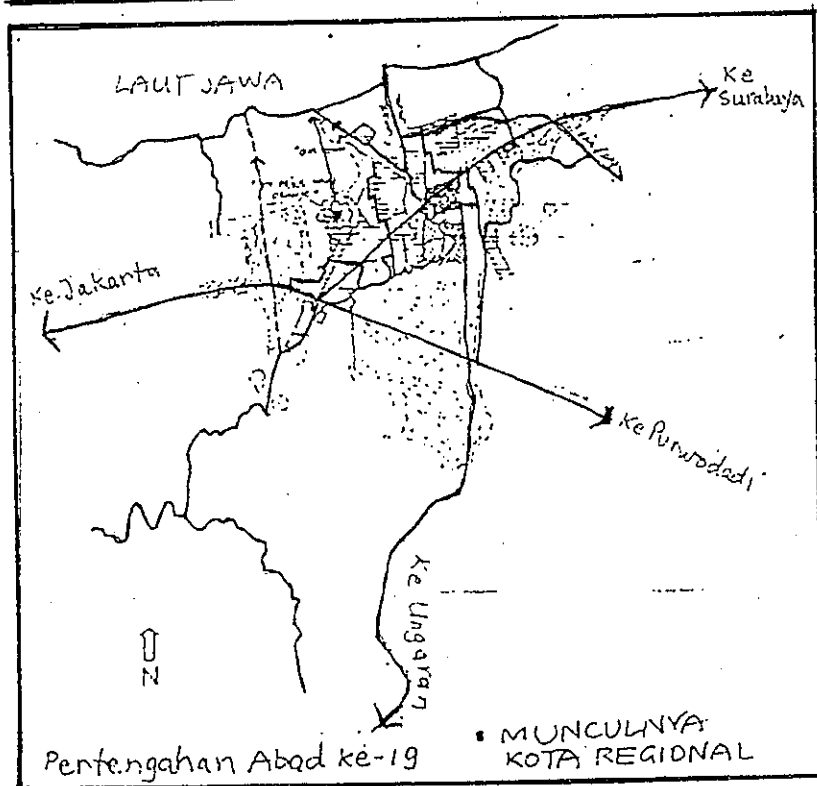 LAUT JAWA
Ke
Surabaya
Ke.Jakarta
Ke Purwodadi
Ke Ungaran
N
Pertengahan Abad ke-19
MUNCULNYA
KOTA REGIONAL